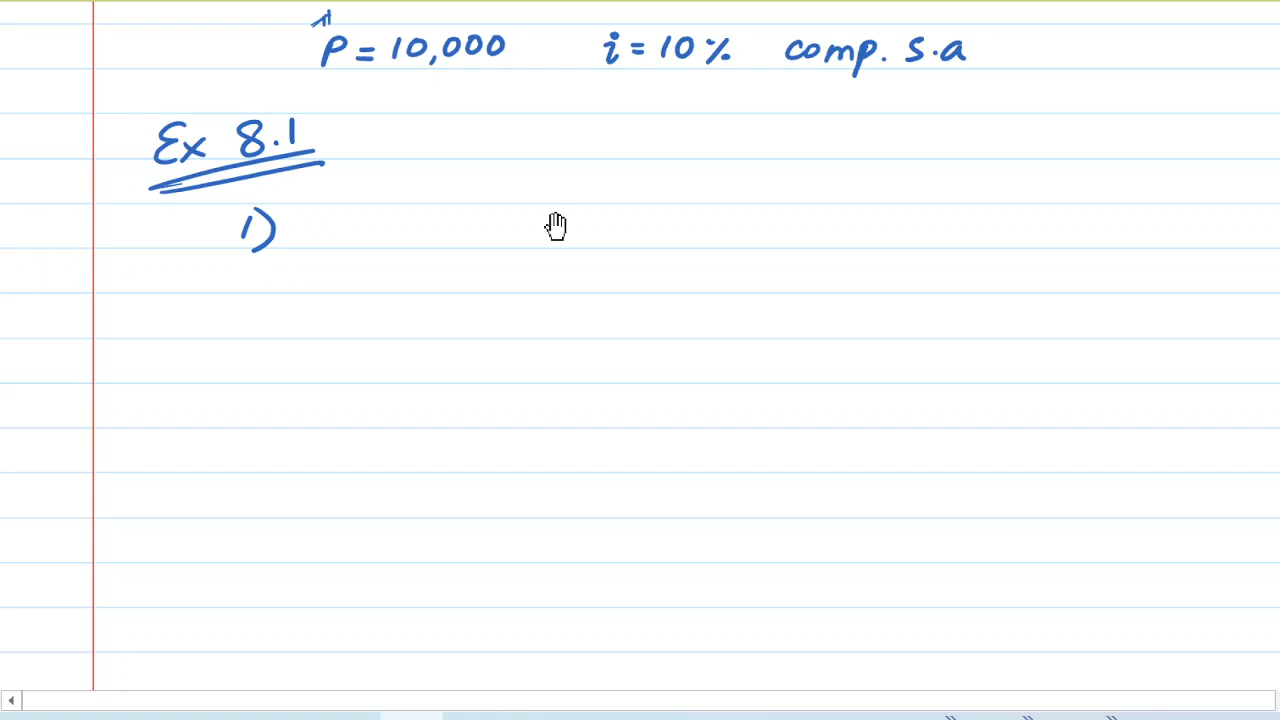 P = 10,000 i = 10% comp. s.a
Ex 8.1
1)